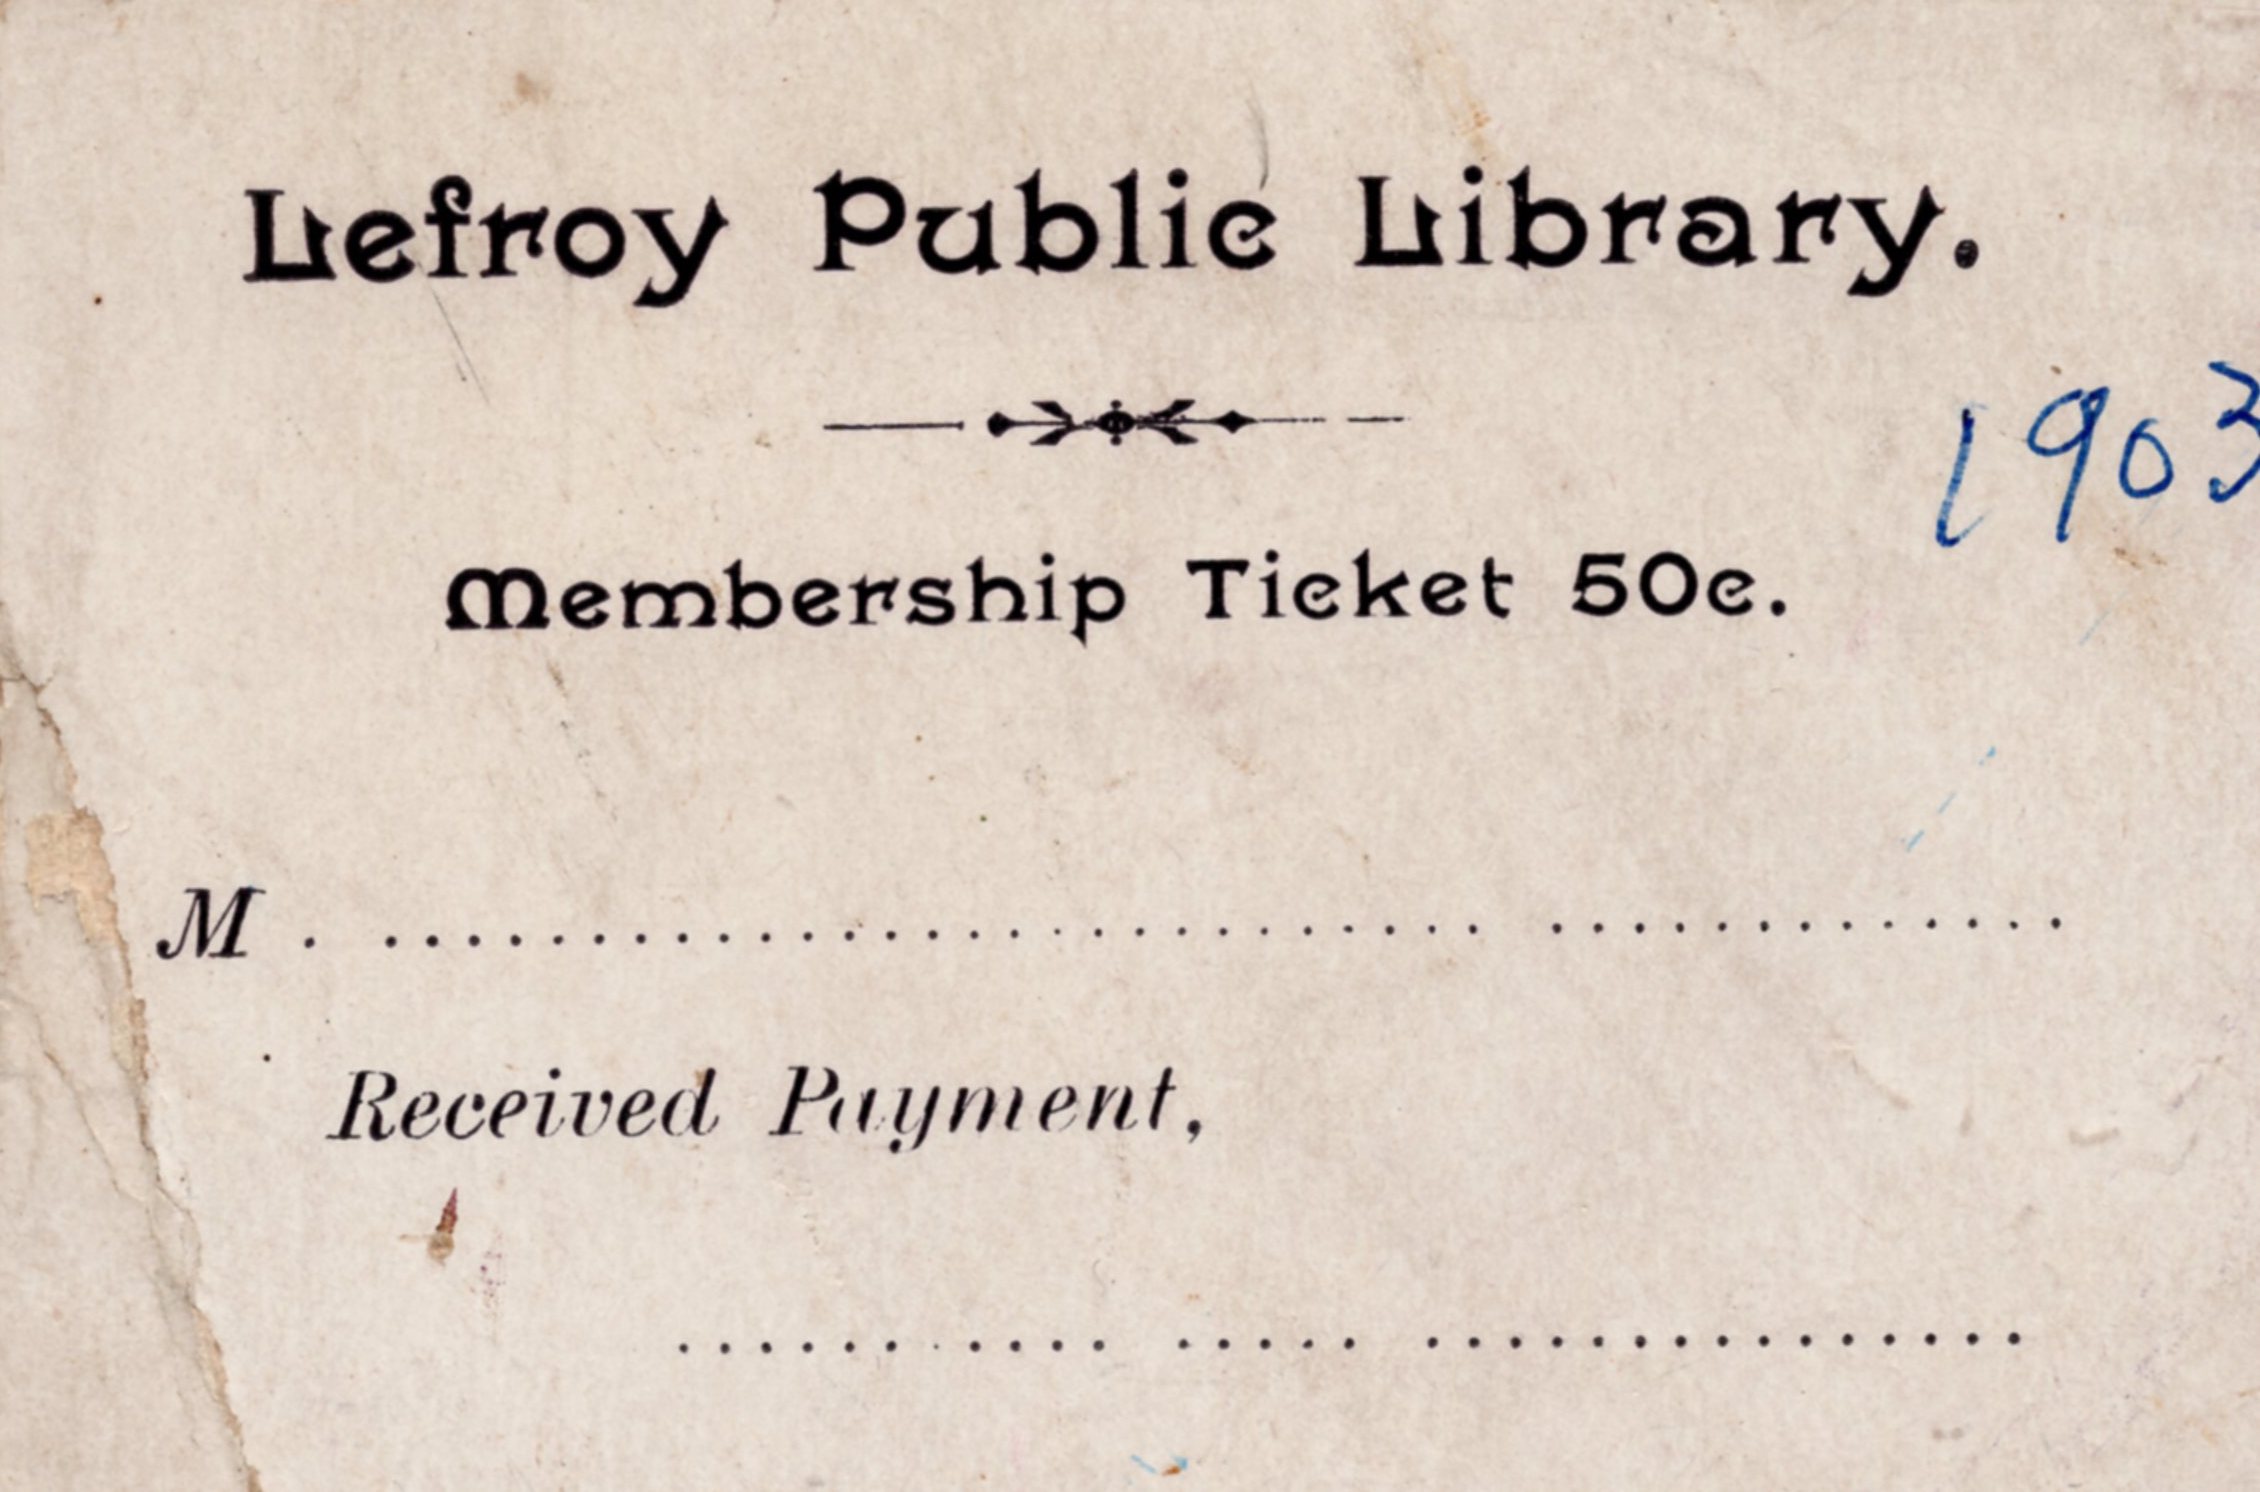 Lefroy Public Library.
1903
Membership Ticket 50c.
M . .......................... .............
Received Payment,
...... .... ..... ...............